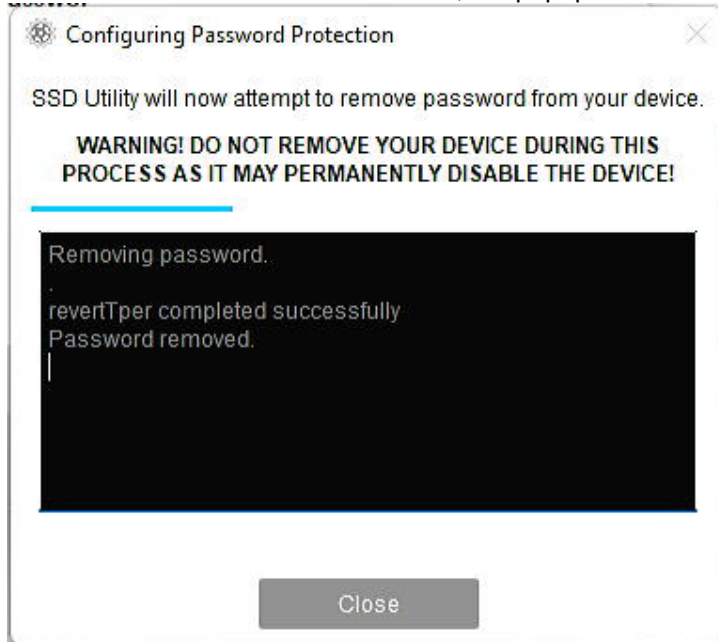 Configuring Password Protection
SSD Utility will now attempt to remove password from your device.
WARNING! DO NOT REMOVE YOUR DEVICE DURING THIS
PROCESS AS IT MAY PERMANENTLY DISABLE THE DEVICE!
Removing password.
.
revertTper completed successfully
Password removed.
Close